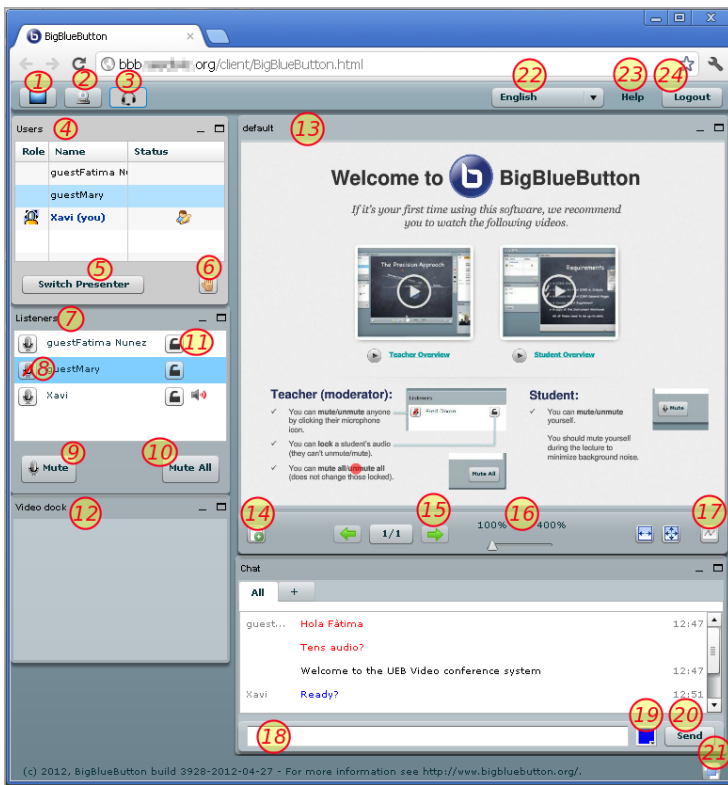 BigBlueButton
bbb. .org/client/BigBlueButton.html
1
2
3
22
23
24
English
Help
Logout
Users
4
Role Name Status
guestFatima Nu
guestMary
Xavi (you)
5
6
Switch Presenter
Listeners
7
guestFatima Nunez
11
8
guestMary
Xavi
9
10
Mute
Mute All
Video dock
12
default
13
Welcome to b BigBlueButton
If it's your first time using this software, we recommend
you to watch the following videos.
The Precision Approach
Requirements
Teacher Overview
Student Overview
Teacher (moderator):
✓ You can mute/unmute anyone
by clicking their microphone
icon.
✓ You can lock a student's audio
(they can't unmute/mute).
✓ You can mute all/unmute all
(does not change those locked).
Listeners
Mute All
Student:
✓ You can mute/unmute
yourself.
You should mute yourself
during the lecture to
minimize background noise.
Mute
14
15
16
17
1/1
100%
400%
Chat
All
+
guest... Hola Fàtima 12:47
Tens audio?
Welcome to the UEB Video conference system 12:47
Xavi Ready? 12:51
18
19
20
Send
21
(c) 2012, BigBlueButton build 3928-2012-04-27 - For more information see http://www.bigbluebutton.org/.